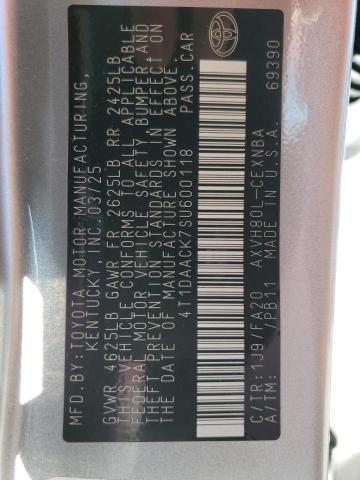 MFD. BY: TOYOTA MOTOR MANUFACTURING,
KENTUCKY, INC. 03/25
GVWR 4625LB GAWR FR 2625LB RR 2425LB
THIS VEHICLE CONFORMS TO ALL APPLICABLE
FEDERAL MOTOR VEHICLE SAFETY, BUMPER AND
THEFT PREVENTION STANDARDS IN EFFECT ON
THE DATE OF MANUFACTURE SHOWN ABOVE.
4T1DAACK7SU600118 PASS.CAR
C/TR:1J9/FA20 AXVH80L-CEXNBA
A/TM: /PB11 MADE IN U.S.A. 69390